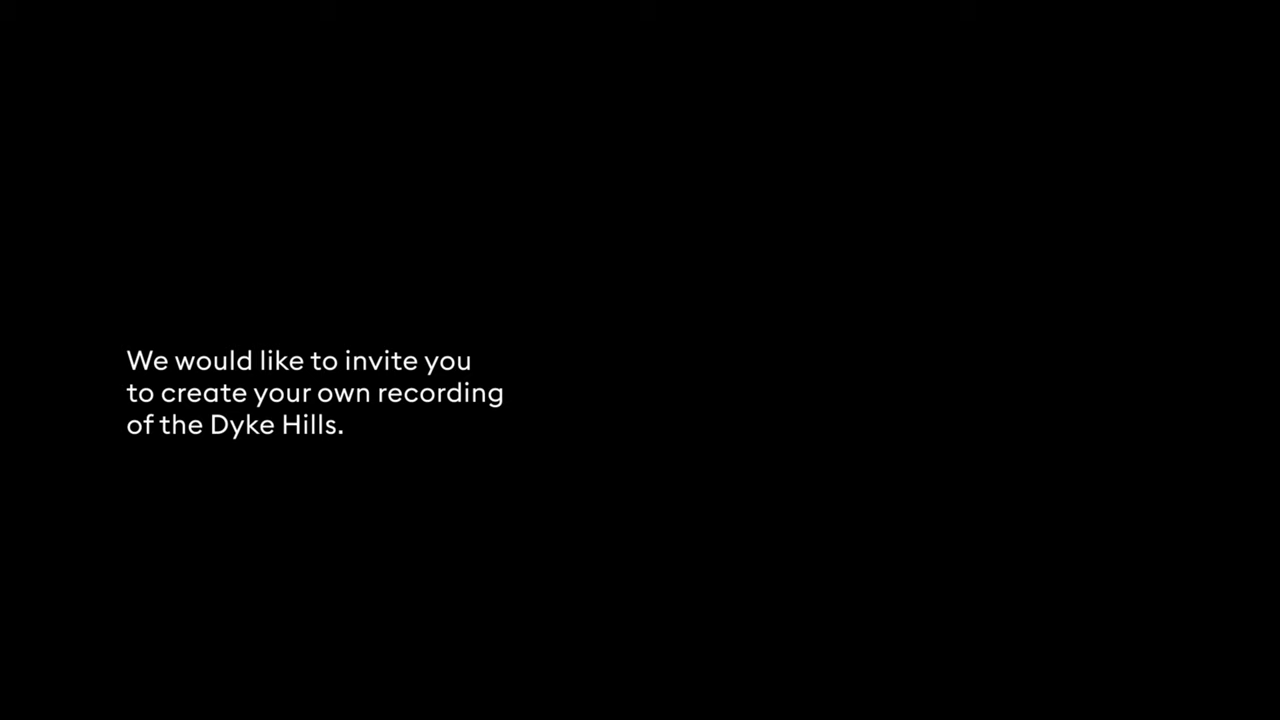 We would like to invite you
to create your own recording
of the Dyke Hills.